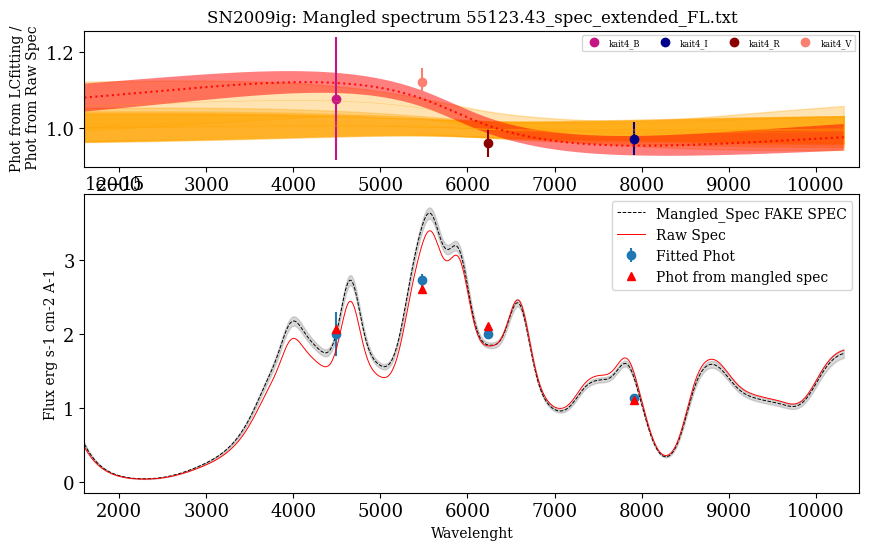 SN2009ig: Mangled spectrum 55123.43_spec_extended_FL.txt
Phot from LCfitting /
Phot from Raw Spec
1.2
1.0
kait4_B kait4_I kait4_R kait4_V
2000 3000 4000 5000 6000 7000 8000 9000 10000
1e−15
Flux erg s-1 cm-2 A-1
3
2
1
0
Mangled_Spec FAKE SPEC
Raw Spec
Fitted Phot
Phot from mangled spec
2000 3000 4000 5000 6000 7000 8000 9000 10000
Wavelenght